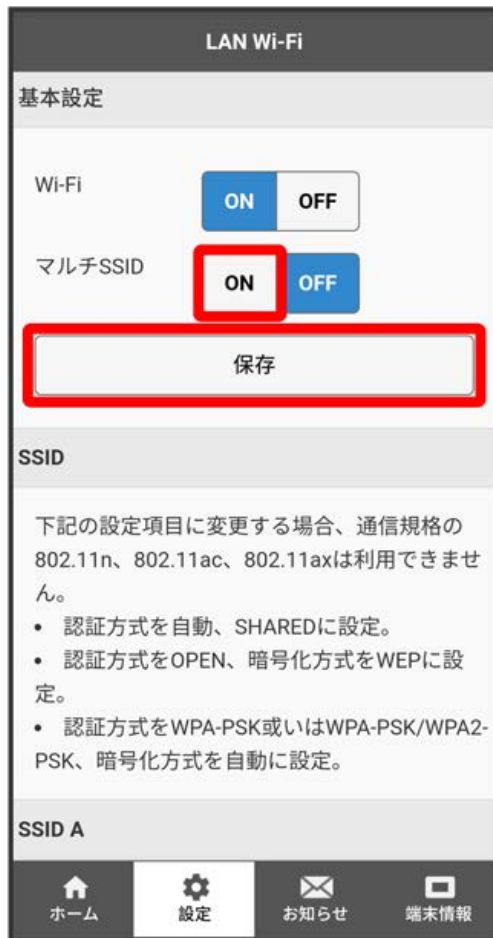 LAN Wi-Fi
基本設定
Wi-Fi
ON OFF
マルチSSID
ON OFF
保存
SSID
下記の設定項目に変更する場合、通信規格の
802.11n、802.11ac、802.11axは利用できませ
ん。
• 認証方式を自動、SHAREDに設定。
• 認証方式をOPEN、暗号化方式をWEPに設
定。
• 認証方式をWPA-PSK或いはWPA-PSK/WPA2-
PSK、暗号化方式を自動に設定。
SSID A
ホーム 設定 お知らせ 端末情報